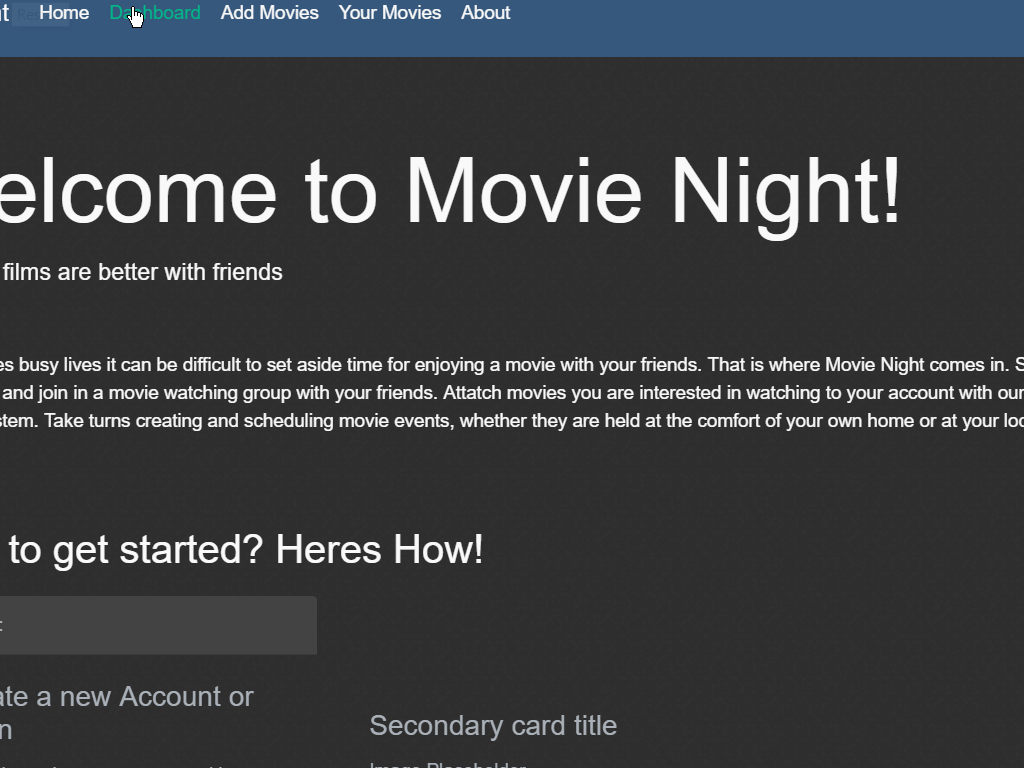 Home Dashboard Add Movies Your Movies About
elcome to Movie Night!
films are better with friends
es busy lives it can be difficult to set aside time for enjoying a movie with your friends. That is where Movie Night comes in. S
and join in a movie watching group with your friends. Attatch movies you are interested in watching to your account with our
stem. Take turns creating and scheduling movie events, whether they are held at the comfort of your own home or at your loc
to get started? Heres How!
ate a new Account or
n
Secondary card title
Image Placeholder